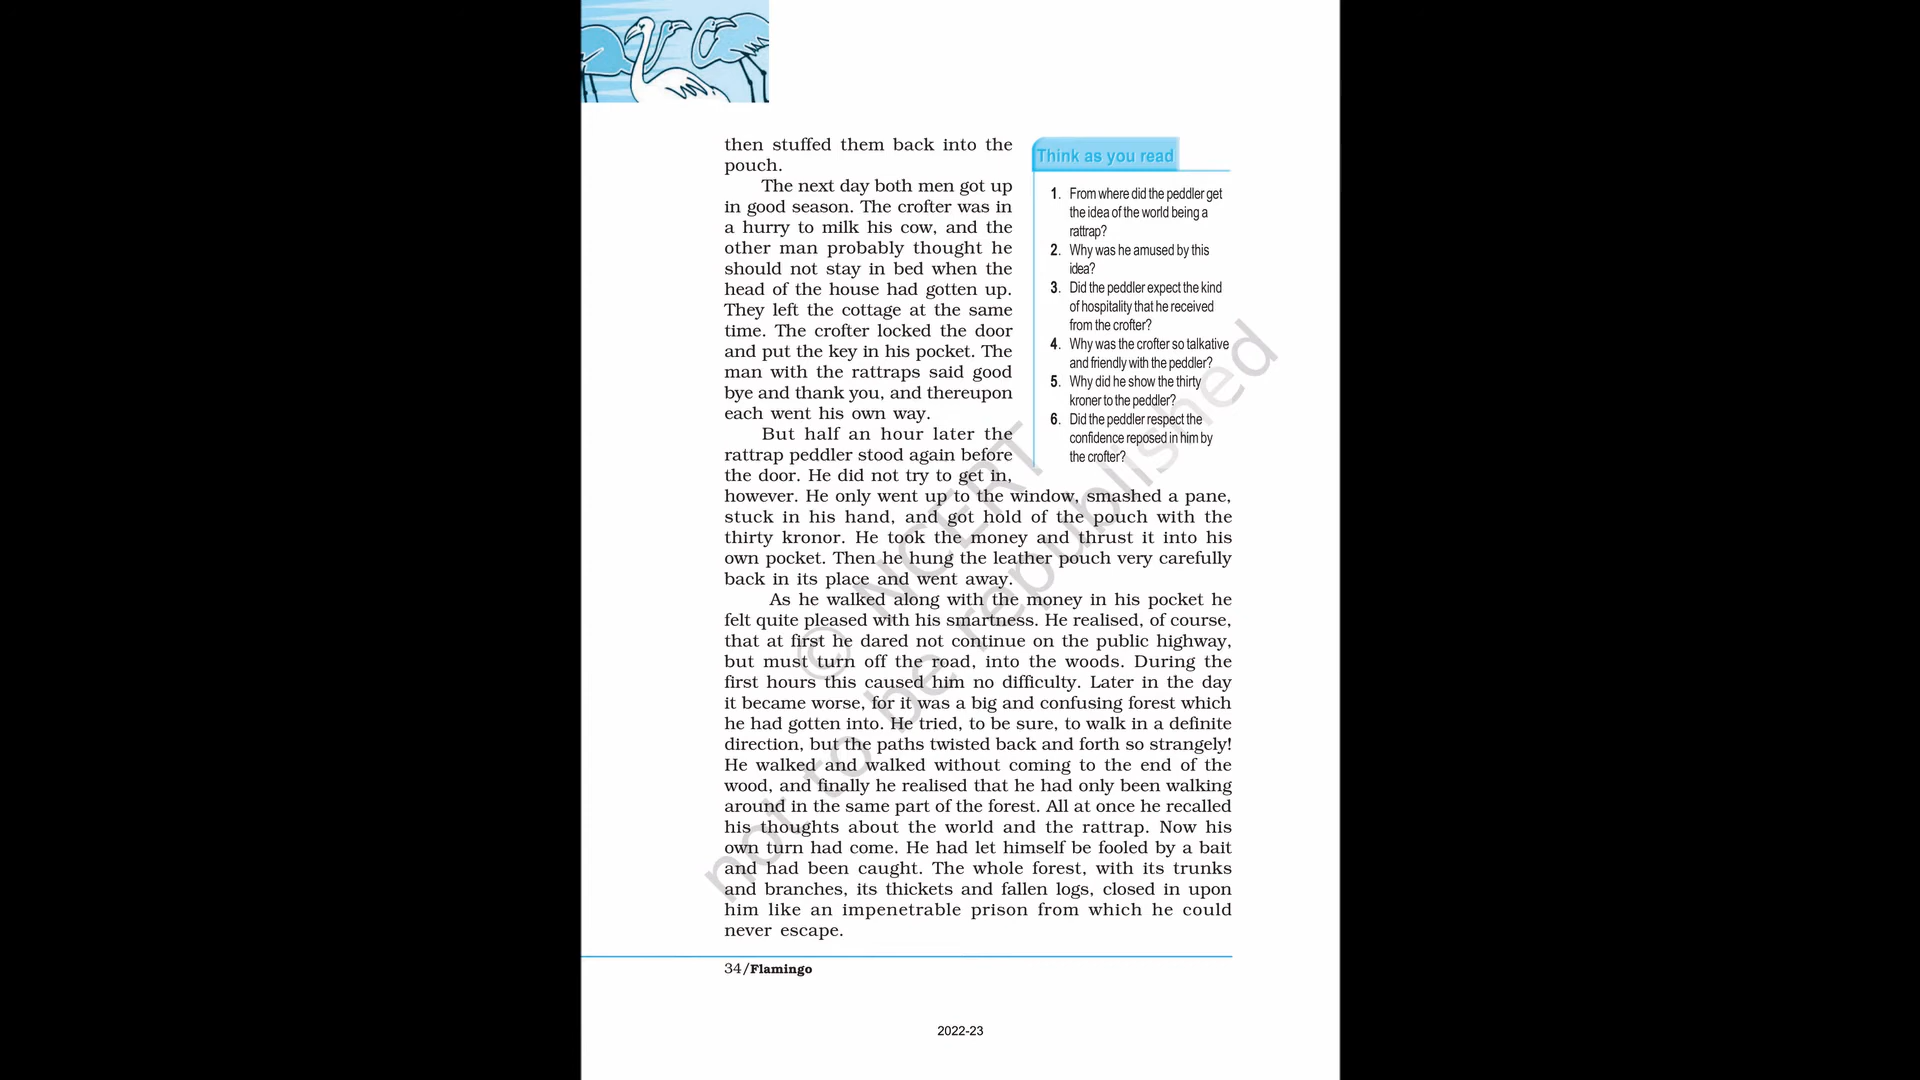 then stuffed them back into the
pouch.
The next day both men got up
in good season. The crofter was in
a hurry to milk his cow, and the
other man probably thought he
should not stay in bed when the
head of the house had gotten up.
They left the cottage at the same
time. The crofter locked the door
and put the key in his pocket. The
man with the rattraps said good
bye and thank you, and thereupon
each went his own way.
But half an hour later the
rattrap peddler stood again before
the door. He did not try to get in,
however. He only went up to the window, smashed a pane,
stuck in his hand, and got hold of the pouch with the
thirty kronor. He took the money and thrust it into his
own pocket. Then he hung the leather pouch very carefully
back in its place and went away.
As he walked along with the money in his pocket he
felt quite pleased with his smartness. He realised, of course,
that at first he dared not continue on the public highway,
but must turn off the road, into the woods. During the
first hours this caused him no difficulty. Later in the day
it became worse, for it was a big and confusing forest which
he had gotten into. He tried, to be sure, to walk in a definite
direction, but the paths twisted back and forth so strangely!
He walked and walked without coming to the end of the
wood, and finally he realised that he had only been walking
around in the same part of the forest. All at once he recalled
his thoughts about the world and the rattrap. Now his
own turn had come. He had let himself be fooled by a bait
and had been caught. The whole forest, with its trunks
and branches, its thickets and fallen logs, closed in upon
him like an impenetrable prison from which he could
never escape.
Think as you read
1. From where did the peddler get
the idea of the world being a
rattrap?
2. Why was he amused by this
idea?
3. Did the peddler expect the kind
of hospitality that he received
from the crofter?
4. Why was the crofter so talkative
and friendly with the peddler?
5. Why did he show the thirty
kroner to the peddler?
6. Did the peddler respect the
confidence reposed in him by
the crofter?
© NCERT
not to be republished
34/Flamingo
2022-23